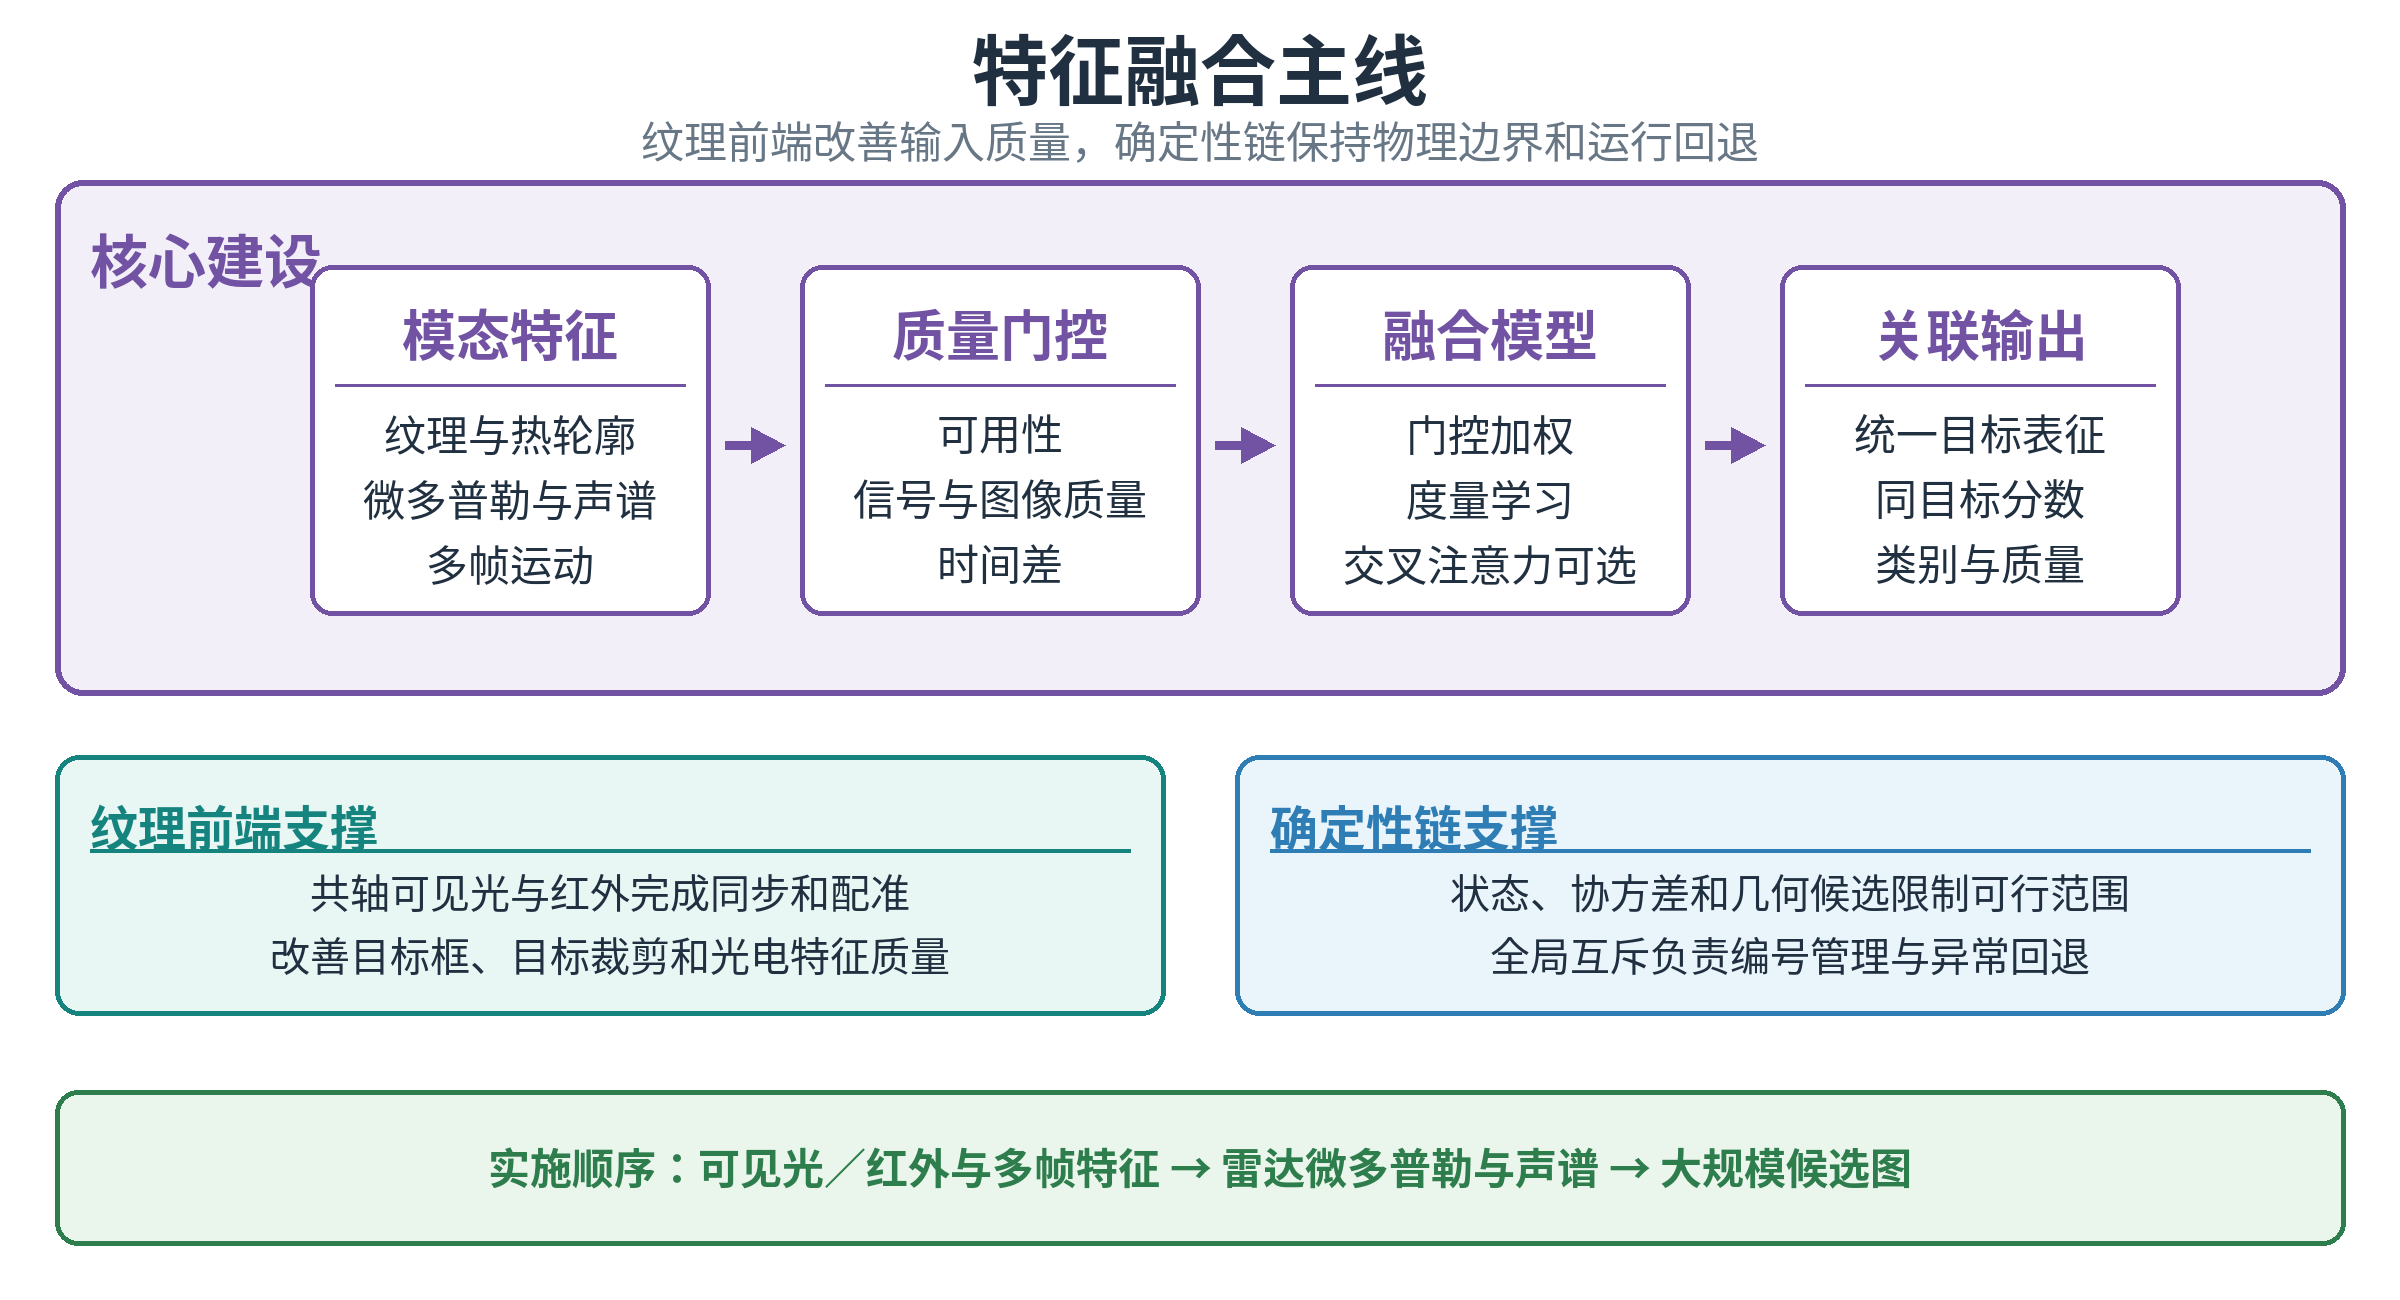 特征融合主线
纹理前端改善输入质量，确定性链保持物理边界和运行回退
核心建设
模态特征
纹理与热轮廓
微多普勒与声谱
多帧运动
质量门控
可用性
信号与图像质量
时间差
融合模型
门控加权
度量学习
交叉注意力可选
关联输出
统一目标表征
同目标分数
类别与质量
纹理前端支撑
共轴可见光与红外完成同步和配准
改善目标框、目标裁剪和光电特征质量
确定性链支撑
状态、协方差和几何候选限制可行范围
全局互斥负责编号管理与异常回退
实施顺序：可见光／红外与多帧特征 → 雷达微多普勒与声谱 → 大规模候选图